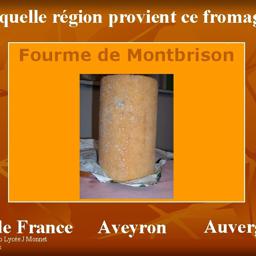 quelle région provient ce fromag
Fourme de Montbrison
de France Aveyron Auverg
Lycée J Monnet